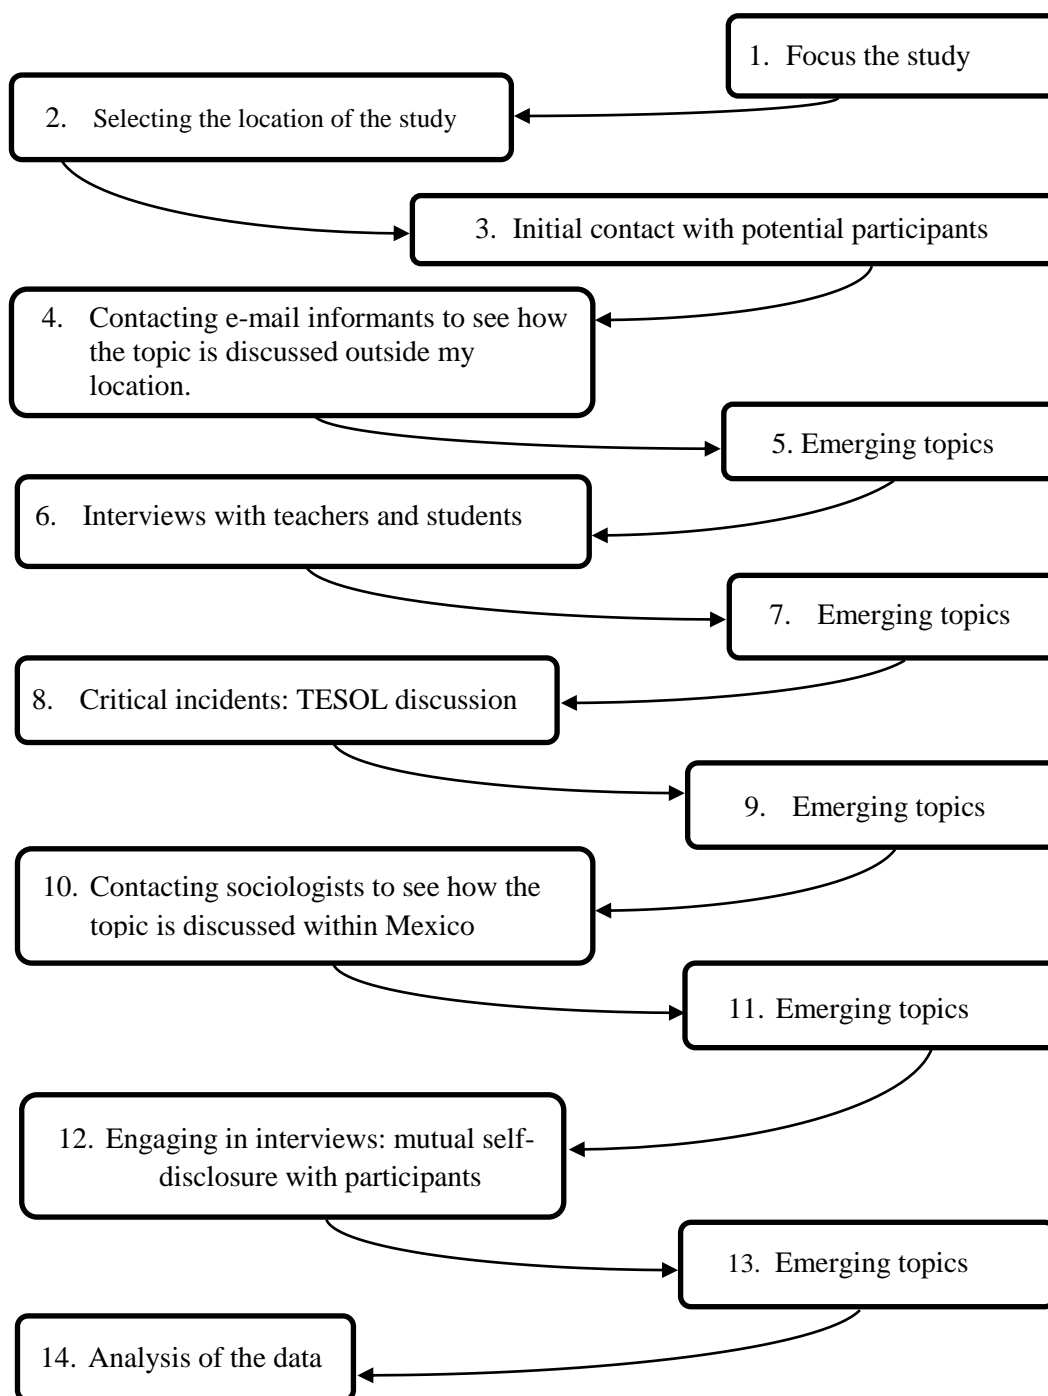 1. Focus the study
2. Selecting the location of the study
3. Initial contact with potential participants
4. Contacting e-mail informants to see how
the topic is discussed outside my
location.
5. Emerging topics
6. Interviews with teachers and students
7. Emerging topics
8. Critical incidents: TESOL discussion
9. Emerging topics
10. Contacting sociologists to see how the
topic is discussed within Mexico
11. Emerging topics
12. Engaging in interviews: mutual self-
disclosure with participants
13. Emerging topics
14. Analysis of the data